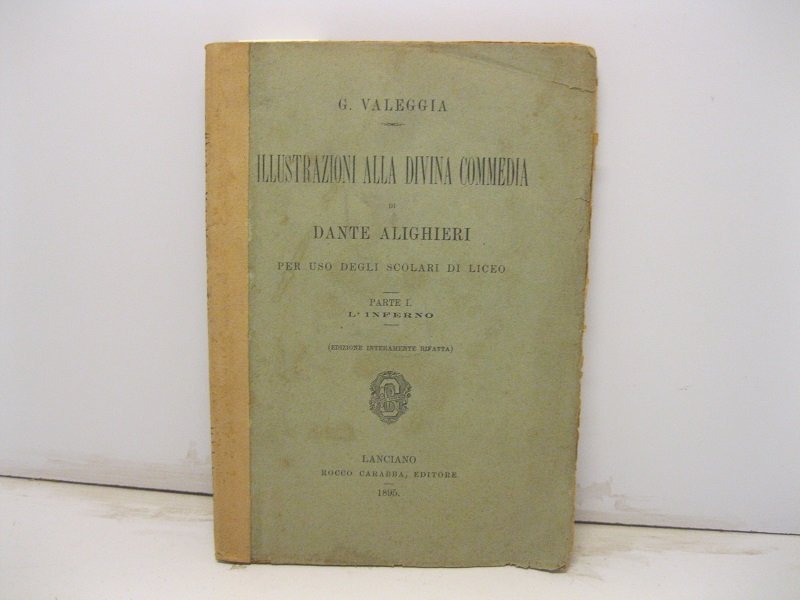 G. VALEGGIA
ILLUSTRAZIONI ALLA DIVINA COMMEDIA
DI
DANTE ALIGHIERI
PER USO DEGLI SCOLARI DI LICEO
PARTE I.
L'INFERNO
(EDIZIONE INTERAMENTE RIFATTA)
LANCIANO
ROCCO CARABBA, EDITORE
1895.